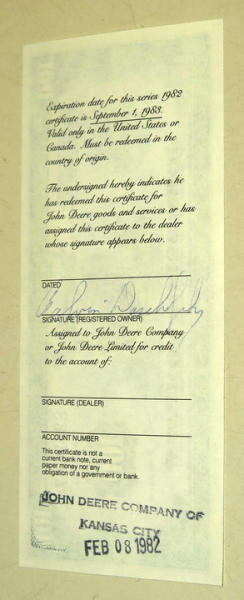 Expiration date for this series 1982
certificate is September 1, 1983.
Valid only in the United States or
Canada. Must be redeemed in the
country of origin.
The undersigned hereby indicates he
has redeemed this certificate for
John Deere goods and services or has
assigned this certificate to the dealer
whose signature appears below.
DATED
SIGNATURE (REGISTERED OWNER)
Assigned to John Deere Company
or John Deere Limited for credit
to the account of:
SIGNATURE (DEALER)
ACCOUNT NUMBER
This certificate is not a
current bank note, current
paper money nor any
obligation of a government or bank.
JOHN DEERE COMPANY OF
KANSAS CITY
FEB 08 1982